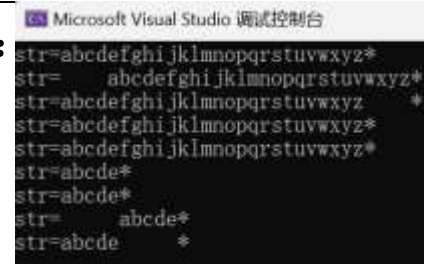 Microsoft Visual Studio 调试控制台
str=abcdefghijklmnopqrstuvwxyz*
str=    abcdefghijklmnopqrstuvwxyz*
str=abcdefghijklmnopqrstuvwxyz    *
str=abcdefghijklmnopqrstuvwxyz*
str=abcdefghijklmnopqrstuvwxyz*
str=abcde*
str=abcde*
str=     abcde*
str=abcde     *